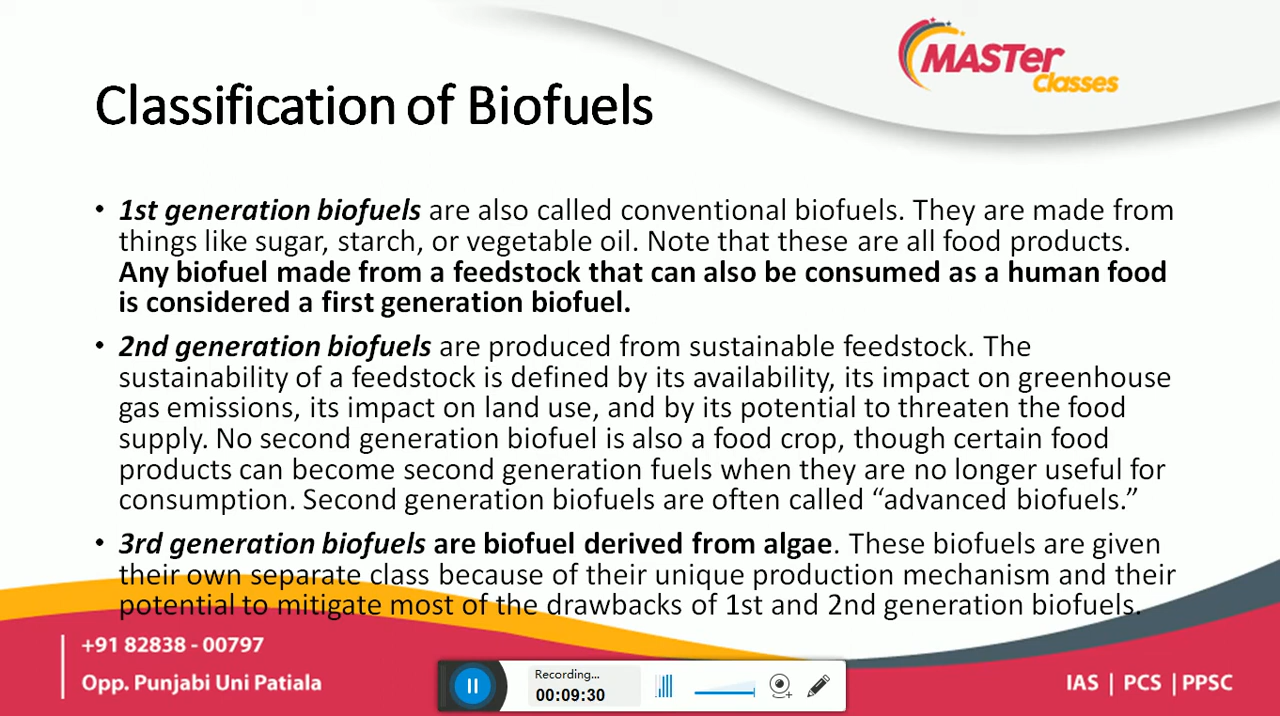 MASTer
Classes
Classification of Biofuels
• 1st generation biofuels are also called conventional biofuels. They are made from
things like sugar, starch, or vegetable oil. Note that these are all food products.
Any biofuel made from a feedstock that can also be consumed as a human food
is considered a first generation biofuel.
• 2nd generation biofuels are produced from sustainable feedstock. The
sustainability of a feedstock is defined by its availability, its impact on greenhouse
gas emissions, its impact on land use, and by its potential to threaten the food
supply. No second generation biofuel is also a food crop, though certain food
products can become second generation fuels when they are no longer useful for
consumption. Second generation biofuels are often called “advanced biofuels.”
• 3rd generation biofuels are biofuel derived from algae. These biofuels are given
their own separate class because of their unique production mechanism and their
potential to mitigate most of the drawbacks of 1st and 2nd generation biofuels.
+91 82838 - 00797
Opp. Punjabi Uni Patiala
Recording...
00:09:30
IAS | PCS | PPSC